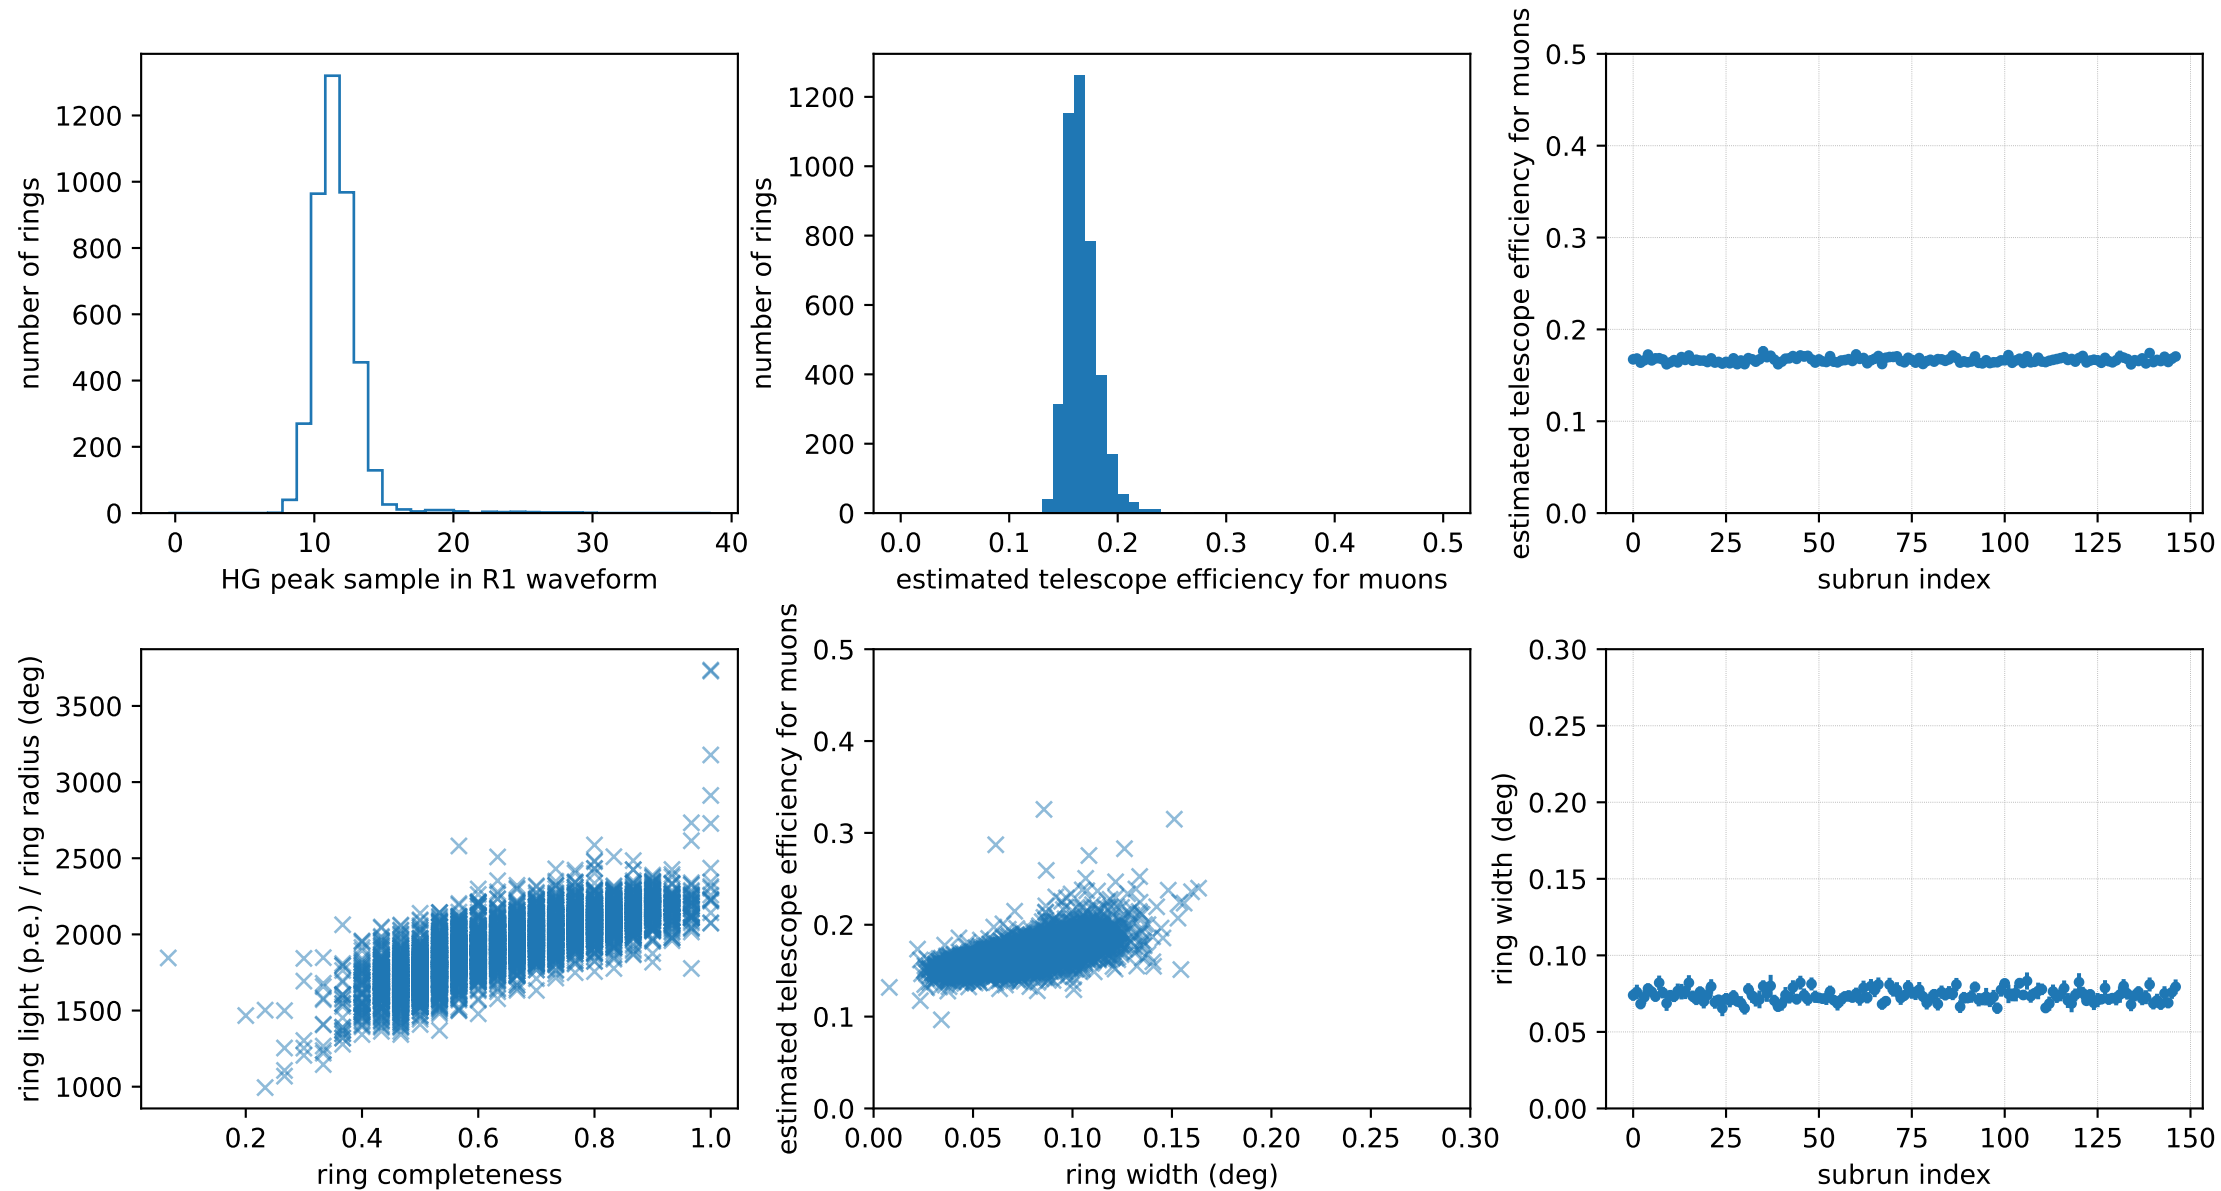 number of rings
1200
1000
800
600
400
200
0
0 10 20 30 40
HG peak sample in R1 waveform
number of rings
1200
1000
800
600
400
200
0
0.0 0.1 0.2 0.3 0.4 0.5
estimated telescope efficiency for muons
estimated telescope efficiency for muons
0.5
0.4
0.3
0.2
0.1
0.0
0 25 50 75 100 125 150
subrun index
ring light (p.e.) / ring radius (deg)
3500
3000
2500
2000
1500
1000
0.2 0.4 0.6 0.8 1.0
ring completeness
estimated telescope efficiency for muons
0.5
0.4
0.3
0.2
0.1
0.0
0.00 0.05 0.10 0.15 0.20 0.25 0.30
ring width (deg)
ring width (deg)
0.30
0.25
0.20
0.15
0.10
0.05
0.00
0 25 50 75 100 125 150
subrun index